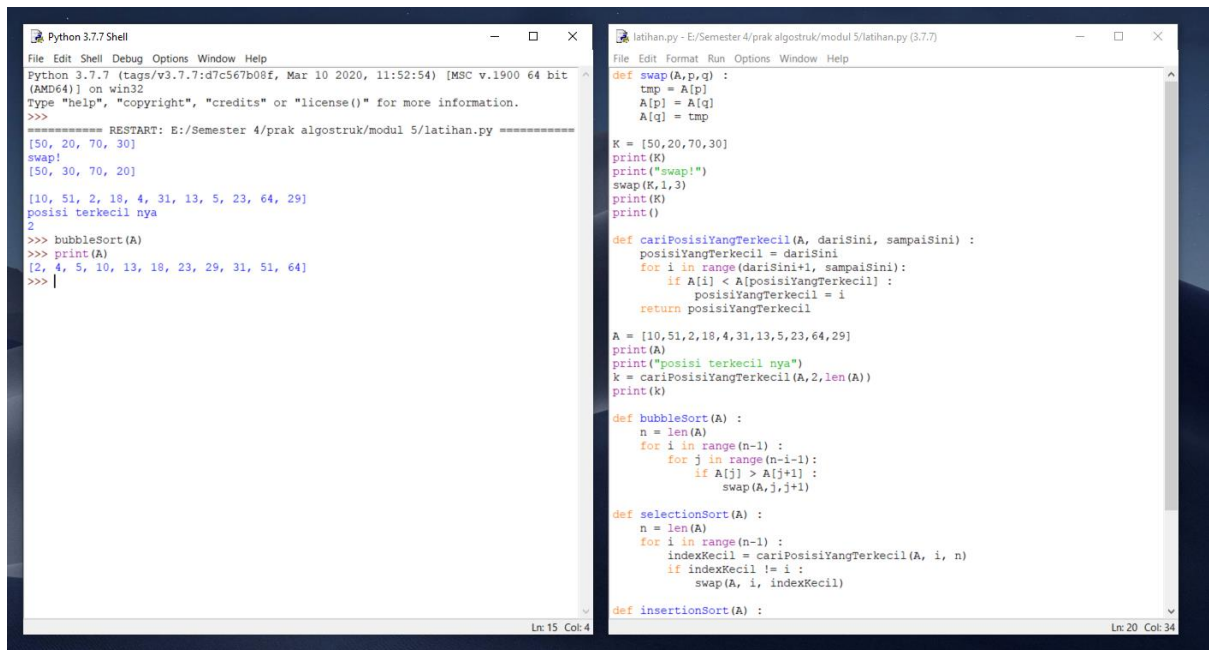 Python 3.7.7 Shell
File Edit Shell Debug Options Window Help
Python 3.7.7 (tags/v3.7.7:d7c567b08f, Mar 10 2020, 11:52:54) [MSC v.1900 64 bit
(AMD64)] on win32
Type "help", "copyright", "credits" or "license()" for more information.
>>>
=========== RESTART: E:/Semester 4/prak algostruk/modul 5/latihan.py ===========
[50, 20, 70, 30]
swap!
[50, 30, 70, 20]

[10, 51, 2, 18, 4, 31, 13, 5, 23, 64, 29]
posisi terkecil nya
2
>>> bubbleSort(A)
>>> print(A)
[2, 4, 5, 10, 13, 18, 23, 29, 31, 51, 64]
>>>
Ln: 15 Col: 4
latihan.py - E:/Semester 4/prak algostruk/modul 5/latihan.py (3.7.7)
File Edit Format Run Options Window Help
def swap(A,p,q) :
    tmp = A[p]
    A[p] = A[q]
    A[q] = tmp

K = [50,20,70,30]
print(K)
print("swap!")
swap(K,1,3)
print(K)
print()

def cariPosisiYangTerkecil(A, dariSini, sampaiSini) :
    posisiYangTerkecil = dariSini
    for i in range(dariSini+1, sampaiSini):
        if A[i] < A[posisiYangTerkecil] :
            posisiYangTerkecil = i
    return posisiYangTerkecil

A = [10,51,2,18,4,31,13,5,23,64,29]
print(A)
print("posisi terkecil nya")
k = cariPosisiYangTerkecil(A,2,len(A))
print(k)

def bubbleSort(A) :
    n = len(A)
    for i in range(n-1) :
        for j in range(n-i-1):
            if A[j] > A[j+1] :
                swap(A,j,j+1)

def selectionSort(A) :
    n = len(A)
    for i in range(n-1) :
        indexKecil = cariPosisiYangTerkecil(A, i, n)
        if indexKecil != i :
            swap(A, i, indexKecil)

def insertionSort(A) :
Ln: 20 Col: 34